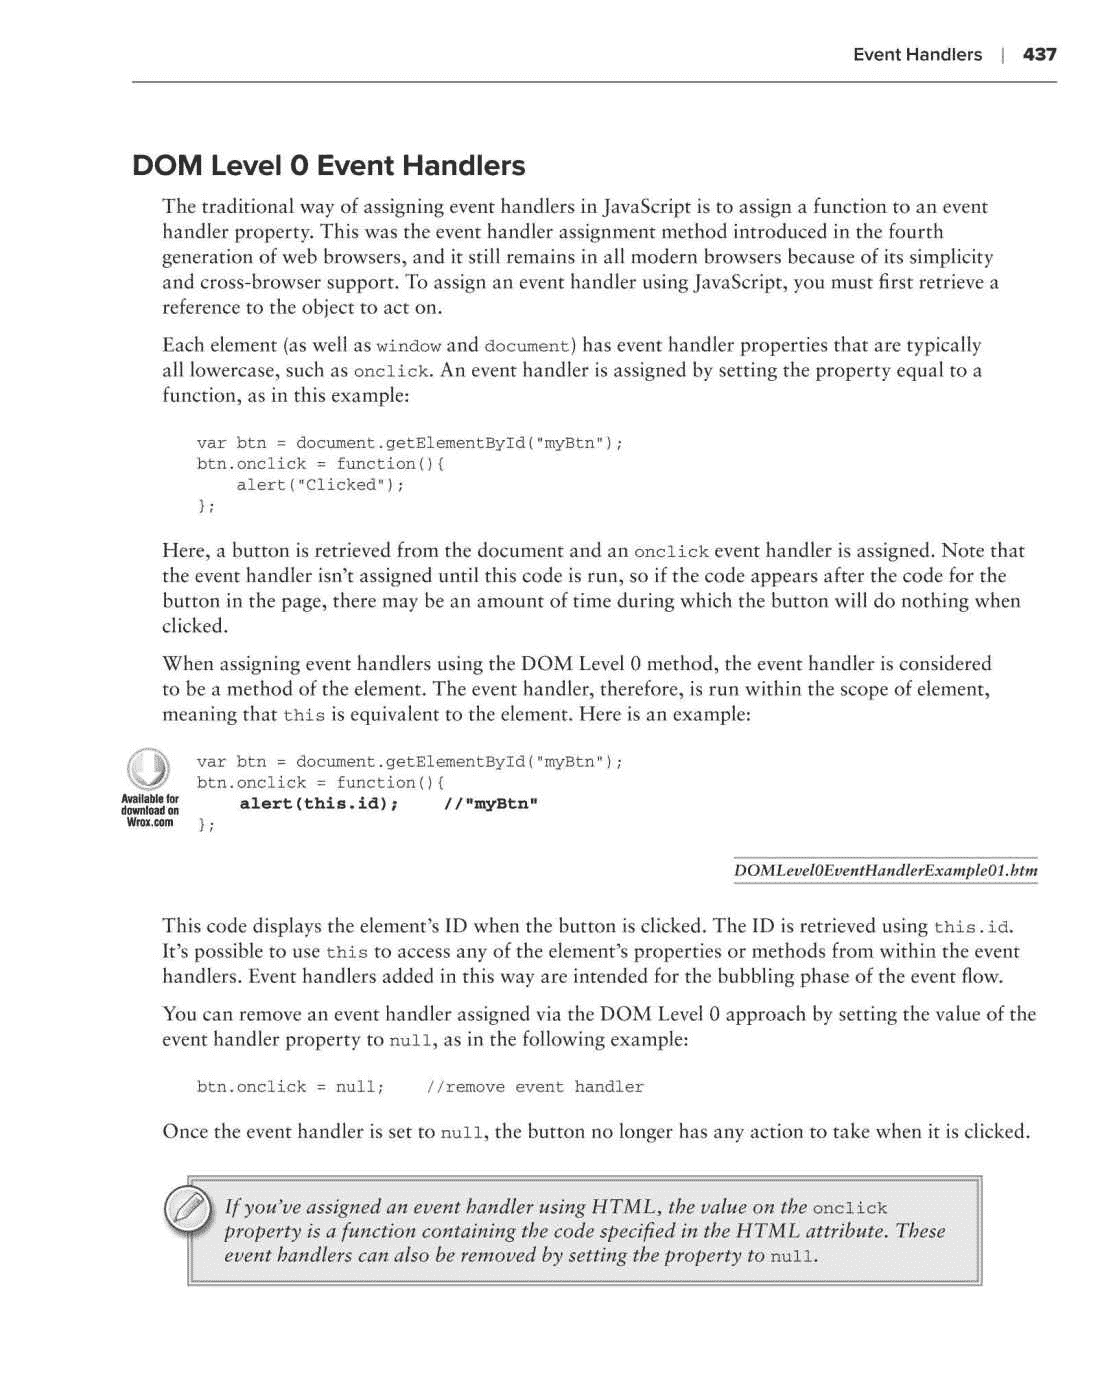 Event Handlers | 437
DOM Level 0 Event Handlers
The traditional way of assigning event handlers in JavaScript is to assign a function to an event
handler property. This was the event handler assignment method introduced in the fourth
generation of web browsers, and it still remains in all modern browsers because of its simplicity
and cross-browser support. To assign an event handler using JavaScript, you must first retrieve a
reference to the object to act on.
Each element (as well as window and document) has event handler properties that are typically
all lowercase, such as onclick. An event handler is assigned by setting the property equal to a
function, as in this example:
var btn = document.getElementById("myBtn");
btn.onclick = function(){
    alert("Clicked");
};
Here, a button is retrieved from the document and an onclick event handler is assigned. Note that
the event handler isn’t assigned until this code is run, so if the code appears after the code for the
button in the page, there may be an amount of time during which the button will do nothing when
clicked.
When assigning event handlers using the DOM Level 0 method, the event handler is considered
to be a method of the element. The event handler, therefore, is run within the scope of element,
meaning that this is equivalent to the element. Here is an example:
Available for
download on
Wrox.com
var btn = document.getElementById("myBtn");
btn.onclick = function(){
    alert(this.id);    //"myBtn"
};
DOMLevel0EventHandlerExample01.htm
This code displays the element’s ID when the button is clicked. The ID is retrieved using this.id.
It’s possible to use this to access any of the element’s properties or methods from within the event
handlers. Event handlers added in this way are intended for the bubbling phase of the event flow.
You can remove an event handler assigned via the DOM Level 0 approach by setting the value of the
event handler property to null, as in the following example:
btn.onclick = null;    //remove event handler
Once the event handler is set to null, the button no longer has any action to take when it is clicked.
If you’ve assigned an event handler using HTML, the value on the onclick
property is a function containing the code specified in the HTML attribute. These
event handlers can also be removed by setting the property to null.